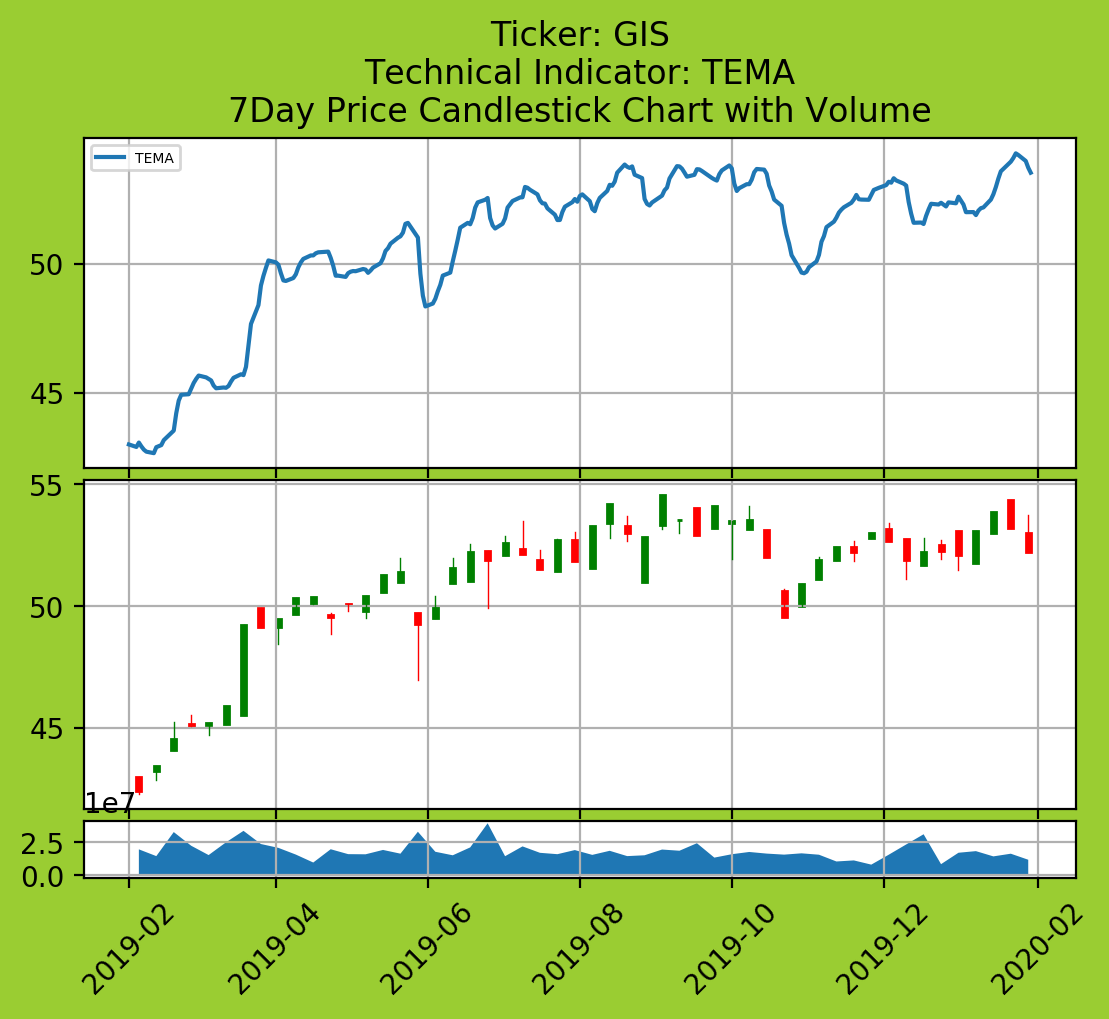 Ticker: GIS
Technical Indicator: TEMA
7Day Price Candlestick Chart with Volume
TEMA
50
45
55
50
45
1e7
2.5
0.0
2019-02
2019-04
2019-06
2019-08
2019-10
2019-12
2020-02